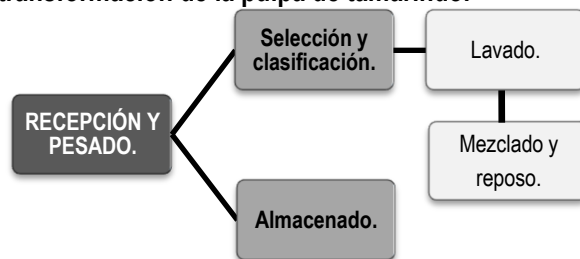 transformación de la pulpa de tamarindo.
Selección y
clasificación.
Lavado.
RECEPCIÓN Y
PESADO.
Mezclado y
reposo.
Almacenado.